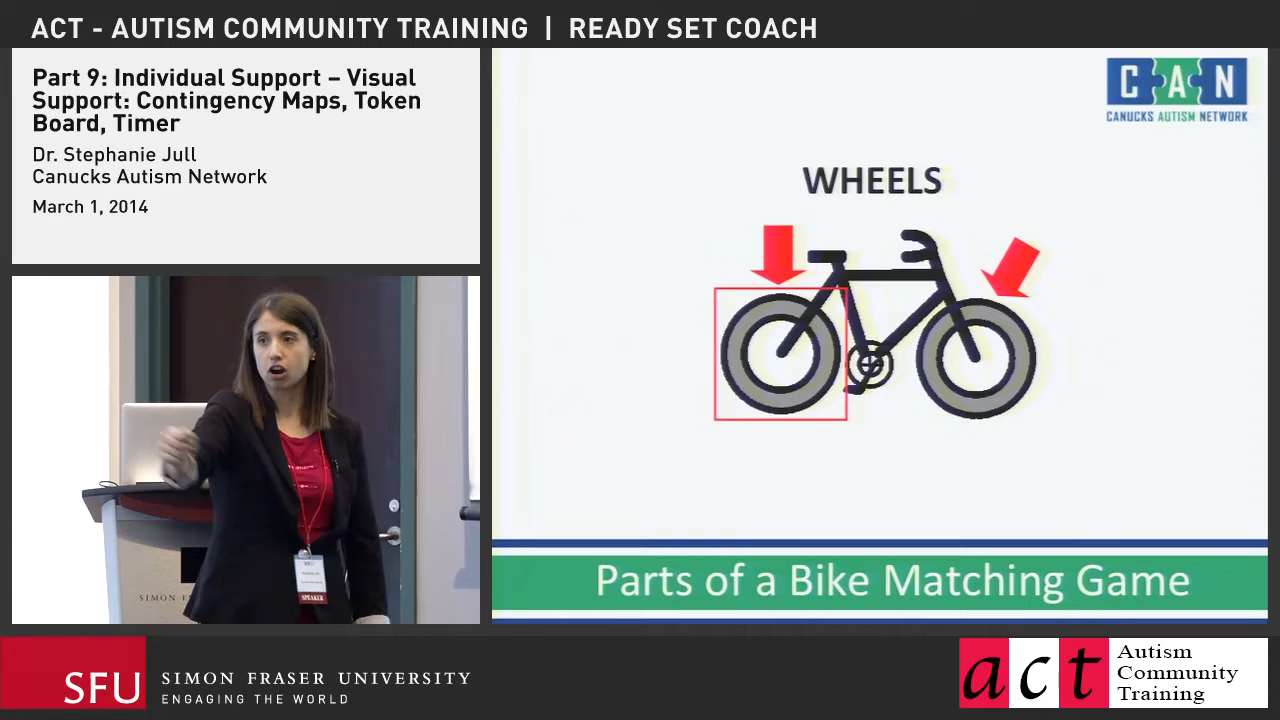 ACT - AUTISM COMMUNITY TRAINING | READY SET COACH
Part 9: Individual Support – Visual
Support: Contingency Maps, Token
Board, Timer
Dr. Stephanie Jull
Canucks Autism Network
March 1, 2014
CAN
CANUCKS AUTISM NETWORK
WHEELS
Parts of a Bike Matching Game
SIMON FRA
SFU
SPEAKER
SFU SIMON FRASER UNIVERSITY
ENGAGING THE WORLD
act Autism
Community
Training